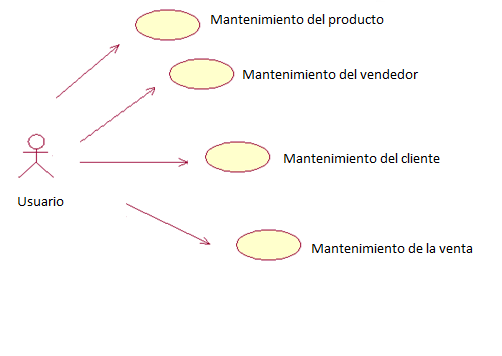 Mantenimiento del producto
Mantenimiento del vendedor
Mantenimiento del cliente
Usuario
Mantenimiento de la venta